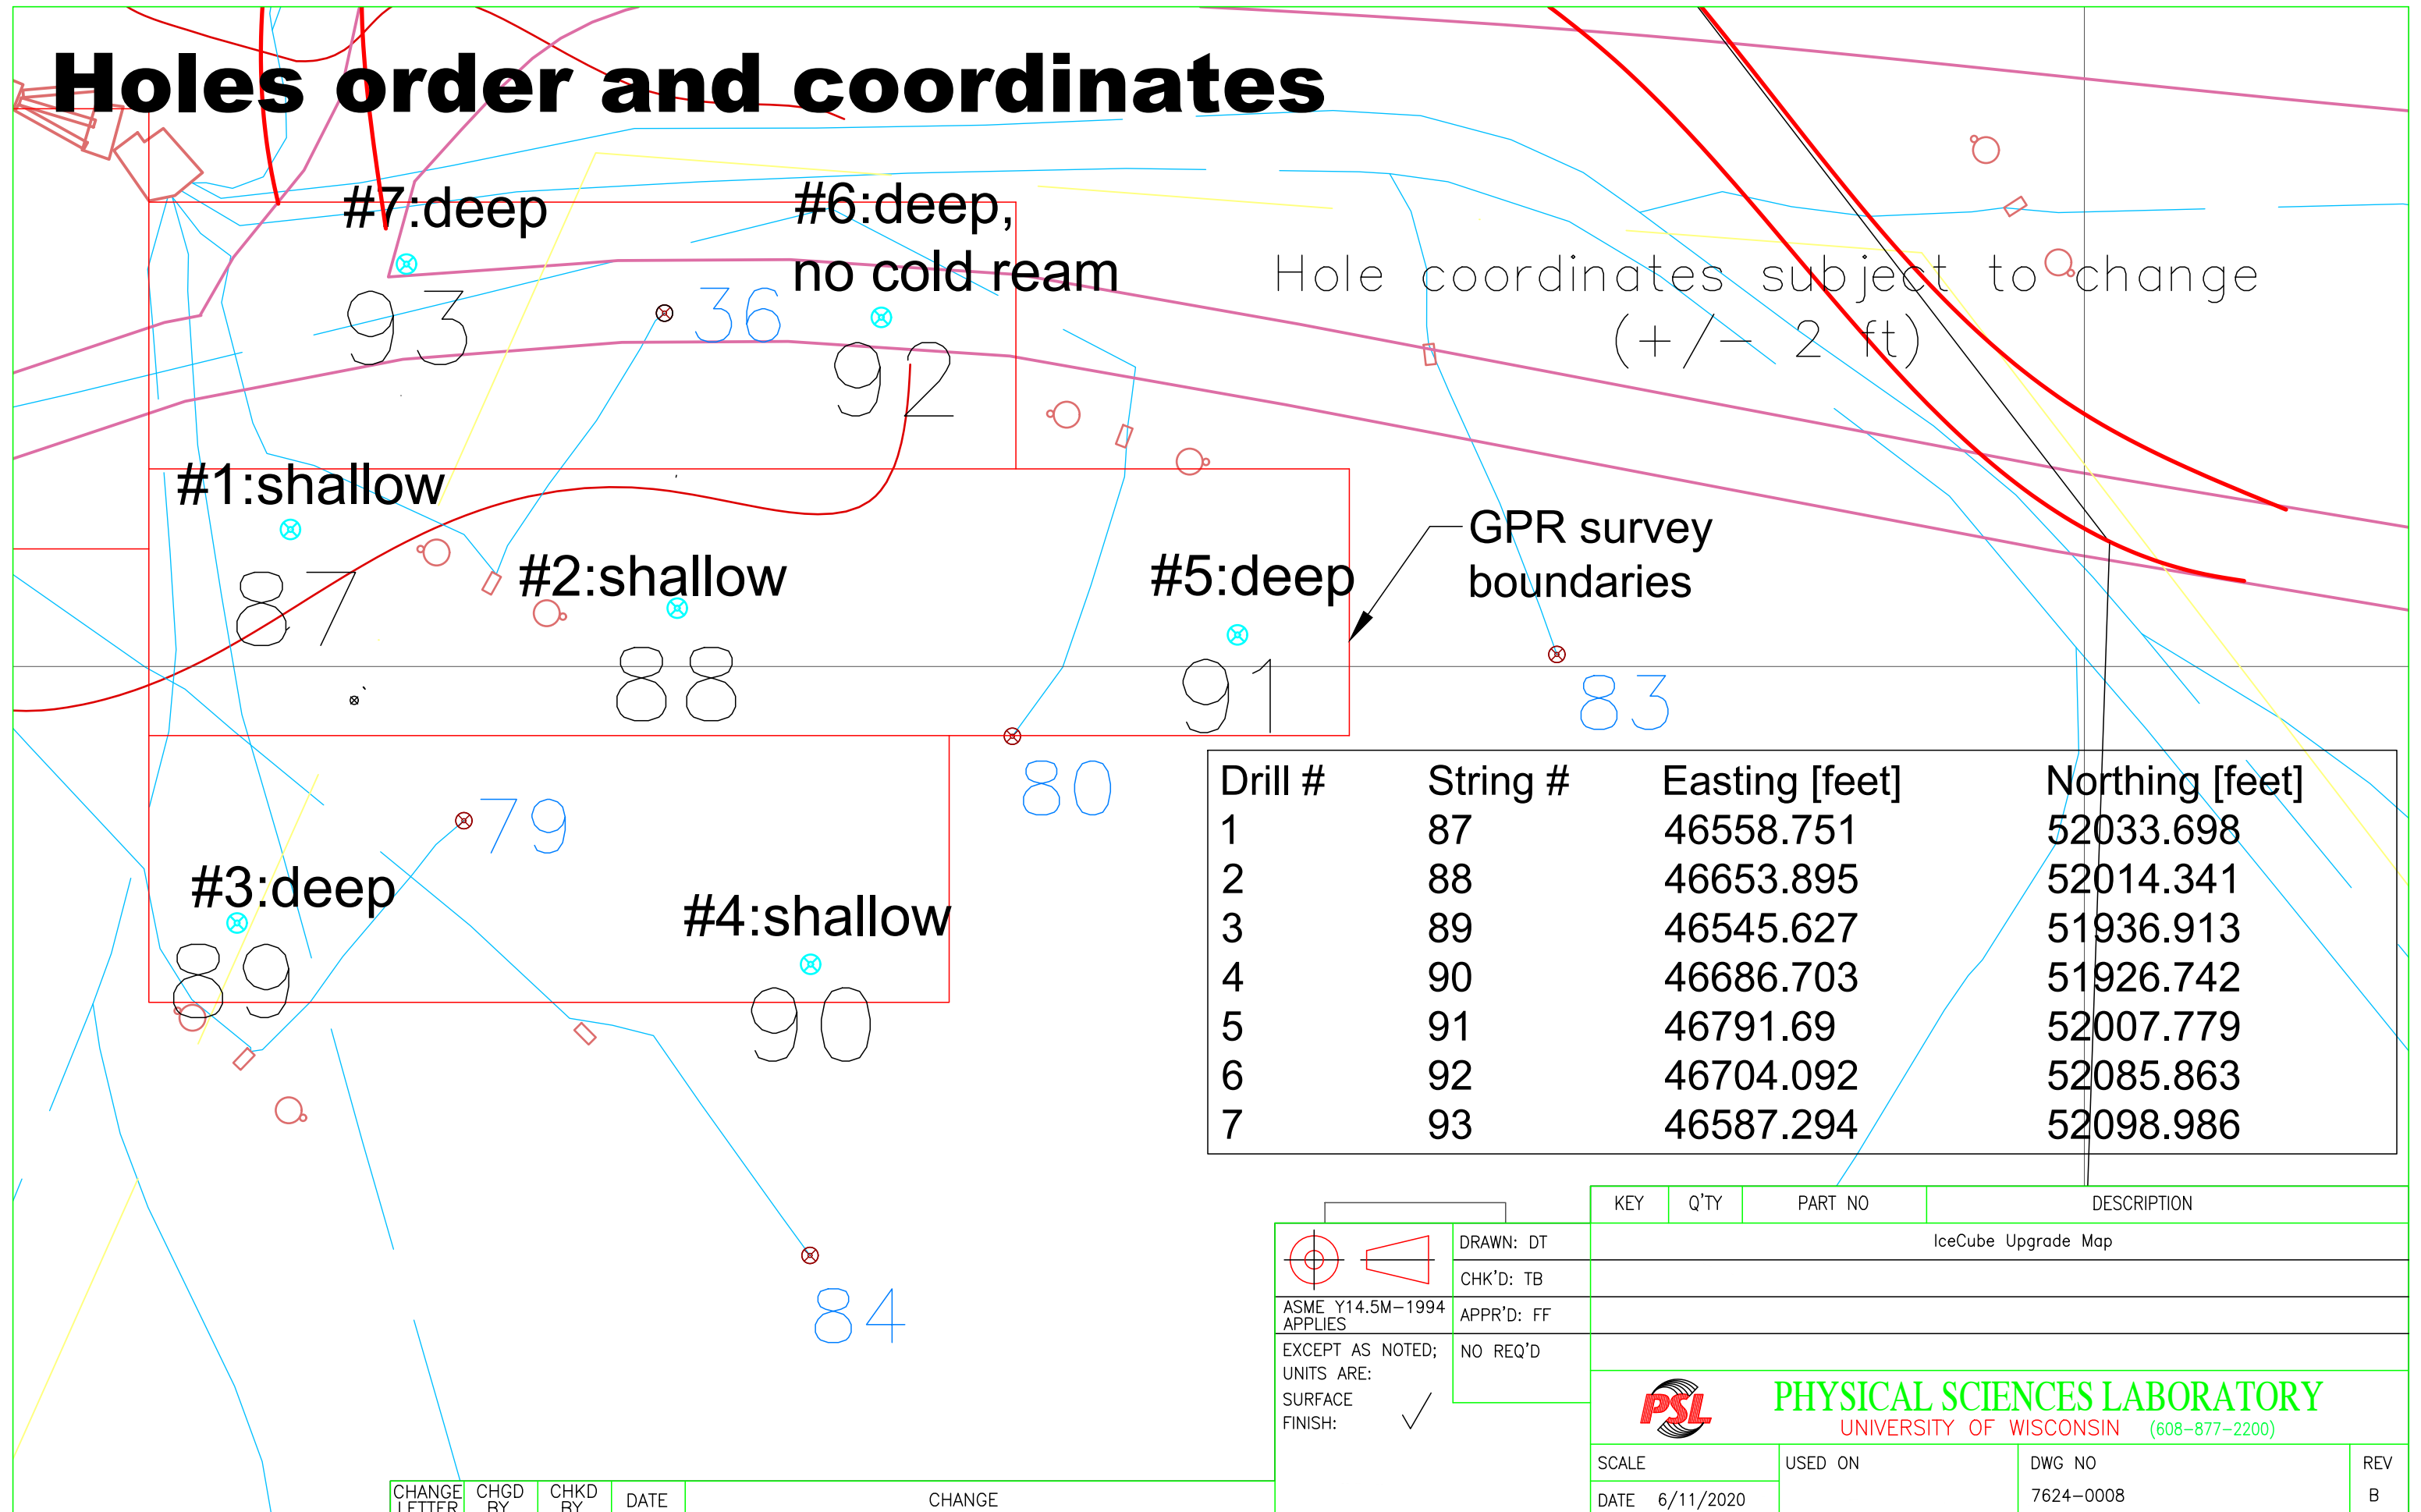 Holes order and coordinates
#7:deep
#6:deep,
no cold ream
Hole coordinates subject to change
(+/- 2 ft)
93
36
92
#1:shallow
87
#2:shallow
88
#5:deep
91
GPR survey
boundaries
83
80
79
#3:deep
89
#4:shallow
90
84
Drill # String # Easting [feet] Northing [feet]
1 87 46558.751 52033.698
2 88 46653.895 52014.341
3 89 46545.627 51936.913
4 90 46686.703 51926.742
5 91 46791.69 52007.779
6 92 46704.092 52085.863
7 93 46587.294 52098.986
KEY Q'TY PART NO DESCRIPTION
IceCube Upgrade Map
DRAWN: DT
CHK'D: TB
ASME Y14.5M-1994
APPLIES
APPR'D: FF
EXCEPT AS NOTED;
UNITS ARE:
SURFACE
FINISH:
NO REQ'D
PSL
PHYSICAL SCIENCES LABORATORY
UNIVERSITY OF WISCONSIN (608-877-2200)
SCALE
USED ON
DWG NO
7624-0008
REV
B
DATE 6/11/2020
CHANGE
LETTER
CHGD
BY
CHKD
BY
DATE
CHANGE